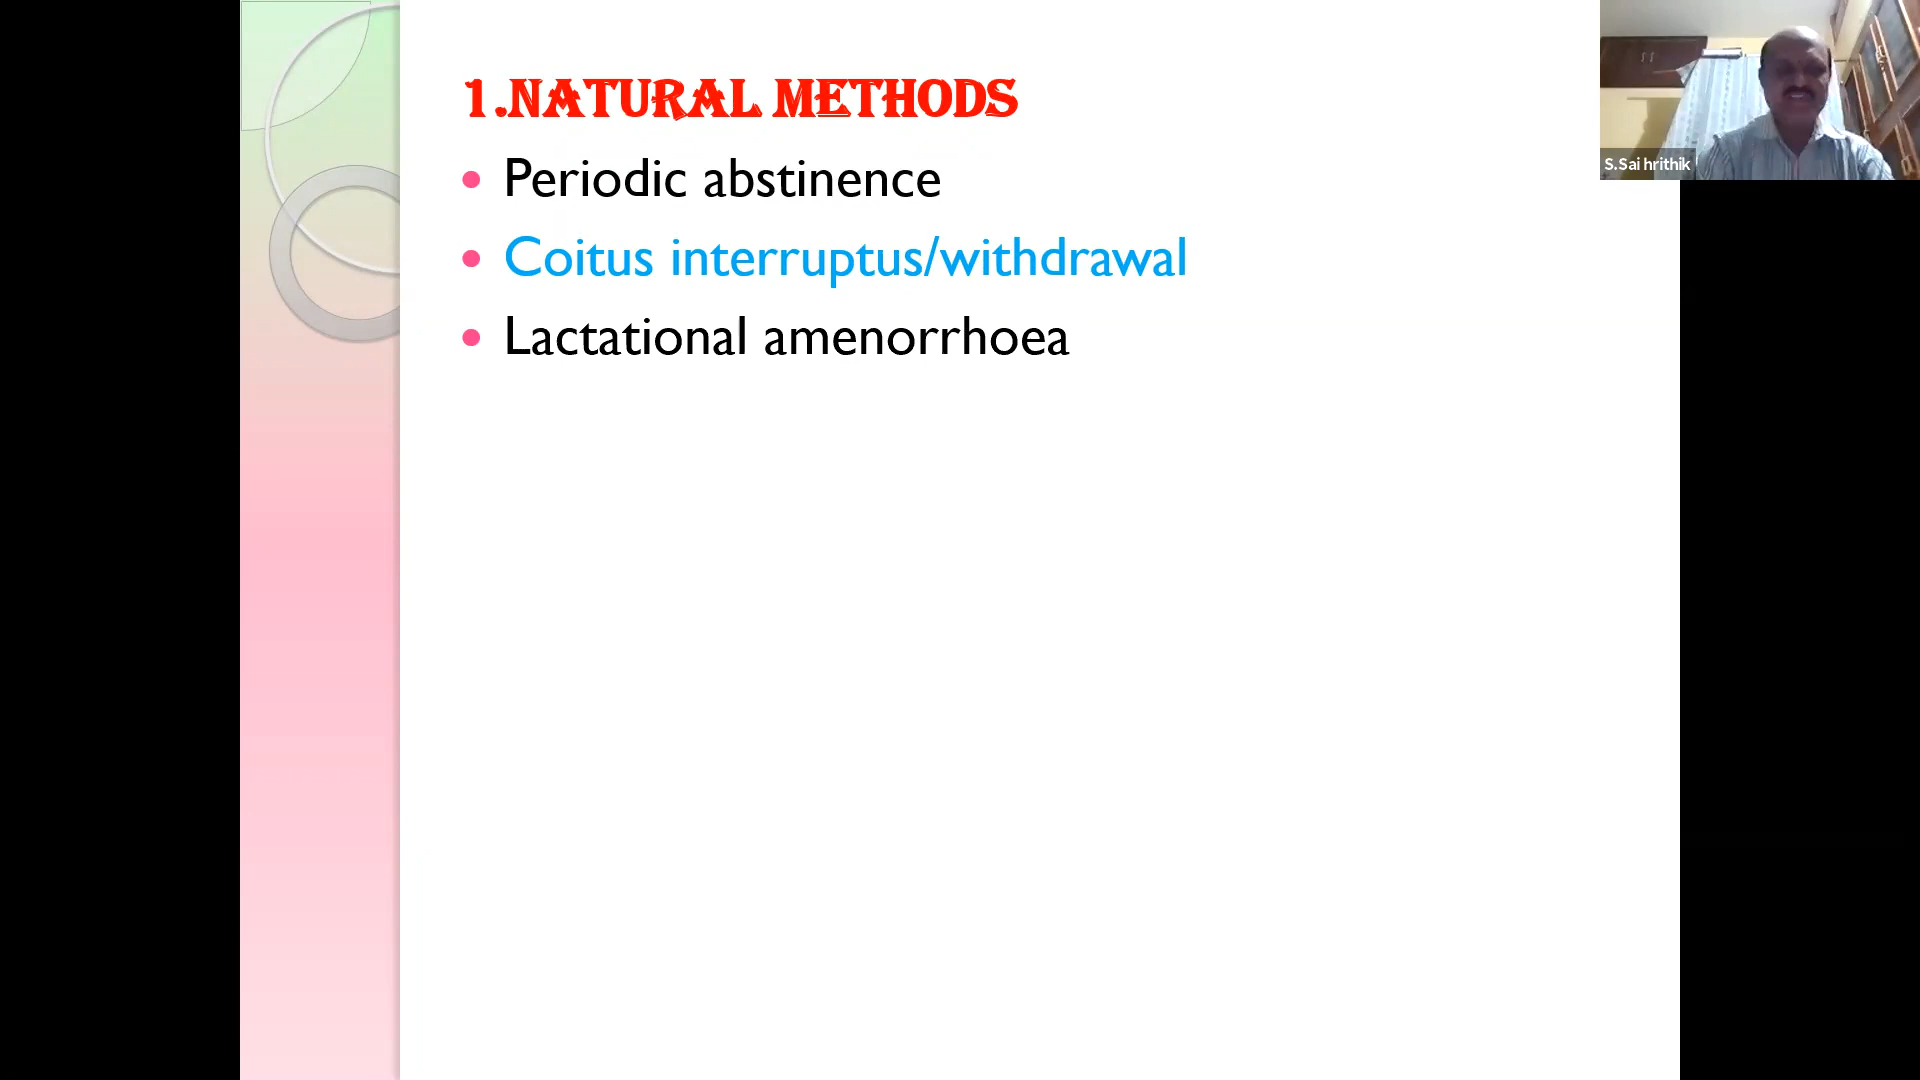 1.NATURAL METHODS
• Periodic abstinence
• Coitus interruptus/withdrawal
• Lactational amenorrhoea
S.Sai hrithik